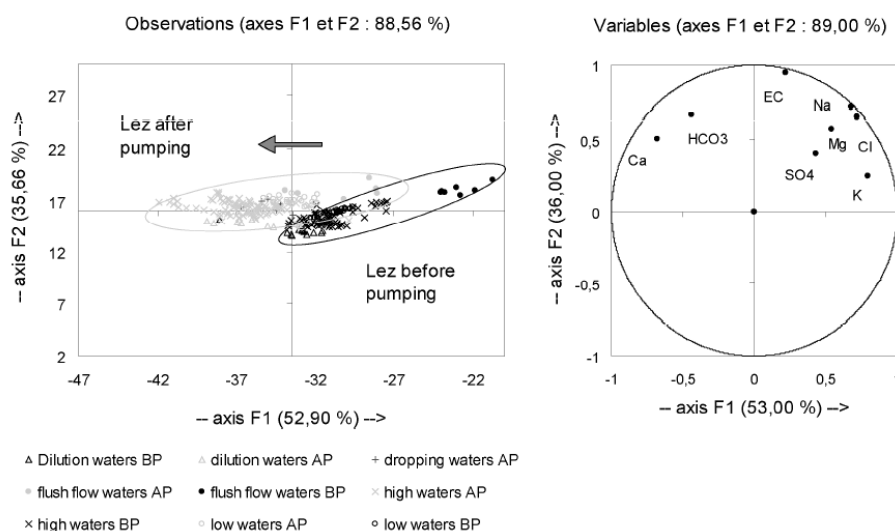 Observations (axes F1 et F2 : 88,56 %)
-- axis F2 (35,66 %) -->
27
22
17
12
7
2
Lez after
pumping
Lez before
pumping
-47
-42
-37
-32
-27
-22
-- axis F1 (52,90 %) -->
Variables (axes F1 et F2 : 89,00 %)
-- axis F2 (36,00 %) -->
1
0,5
0
-0,5
-1
EC
Na
HCO3
Mg
Cl
Ca
SO4
K
-1
-0,5
0
0,5
1
-- axis F1 (53,00 %) -->
Dilution waters BP
dilution waters AP
dropping waters AP
flush flow waters AP
flush flow waters BP
high waters AP
high waters BP
low waters AP
low waters BP